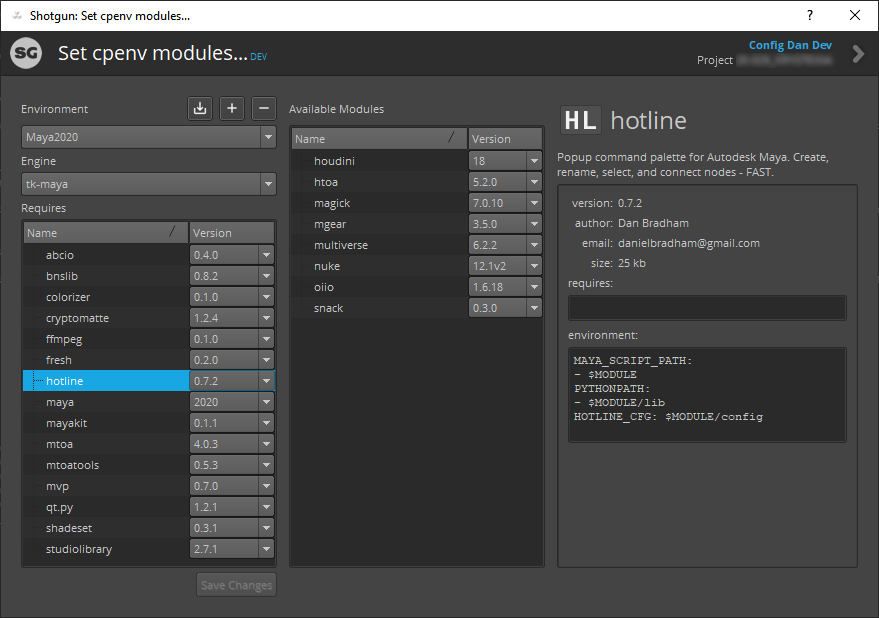 Shotgun: Set cpenv modules...
?
SG
Set cpenv modules... DEV
Config Dan Dev
Project
Environment
Maya2020
Engine
tk-maya
Requires
Name / Version
abcio 0.4.0
bnslib 0.8.2
colorizer 0.1.0
cryptomatte 1.2.4
ffmpeg 0.1.0
fresh 0.2.0
hotline 0.7.2
maya 2020
mayakit 0.1.1
mtoa 4.0.3
mtoatools 0.5.3
mvp 0.7.0
qt.py 1.2.1
shadeset 0.3.1
studiolibrary 2.7.1
Save Changes
Available Modules
Name / Version
houdini 18
htoa 5.2.0
magick 7.0.10
mgear 3.5.0
multiverse 6.2.2
nuke 12.1v2
oiio 1.6.18
snack 0.3.0
HL hotline
Popup command palette for Autodesk Maya. Create,
rename, select, and connect nodes - FAST.
version: 0.7.2
author: Dan Bradham
email: danielbradham@gmail.com
size: 25 kb
requires:
environment:
MAYA_SCRIPT_PATH:
- $MODULE
PYTHONPATH:
- $MODULE/lib
HOTLINE_CFG: $MODULE/config